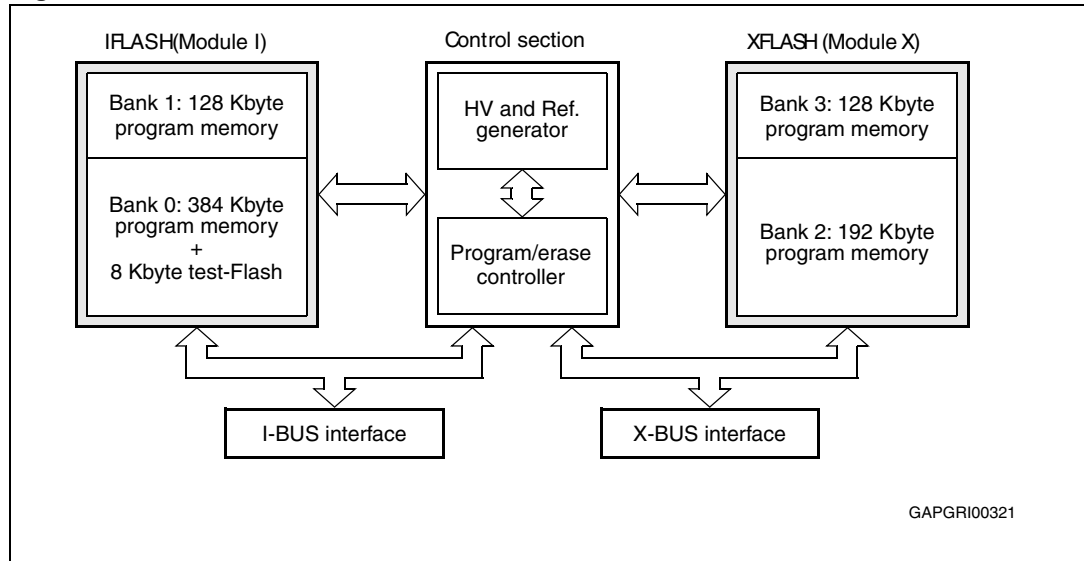 IFLASH(Module I)
Control section
XFLASH (Module X)
Bank 1: 128 Kbyte
program memory
HV and Ref.
generator
Bank 3: 128 Kbyte
program memory
Bank 0: 384 Kbyte
program memory
+
8 Kbyte test-Flash
Program/erase
controller
Bank 2: 192 Kbyte
program memory
I-BUS interface
X-BUS interface
GAPGRI00321